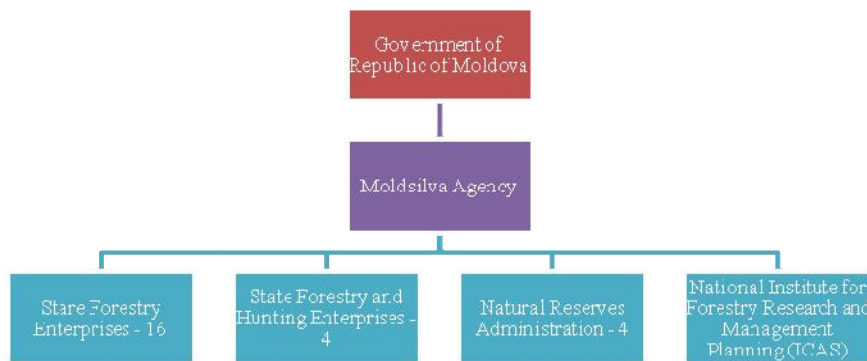 Government of
Republic of Moldova
Moldsilva Agency
Stare Forestry
Enterprises - 16
State Forestry and
Hunting Enterprises -
4
Natural Reserves
Administration - 4
National Institute for
Forestry Research and
Management
Planning (ICAS)